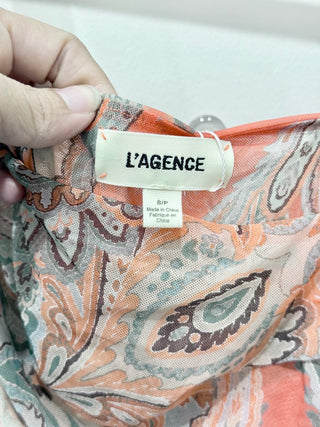 L'AGENCE
S/P
Made in China
Fabriqué en
Chine